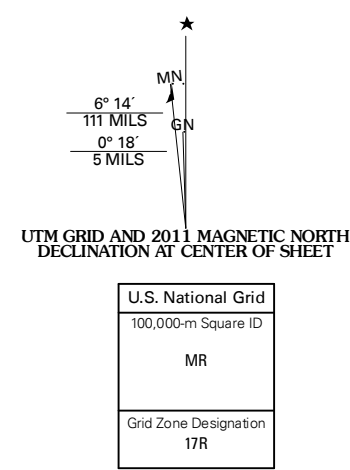 ★
MN
6° 14´
111 MILS
GN
0° 18´
5 MILS
UTM GRID AND 2011 MAGNETIC NORTH
DECLINATION AT CENTER OF SHEET
U.S. National Grid
100,000-m Square ID
MR
Grid Zone Designation
17R